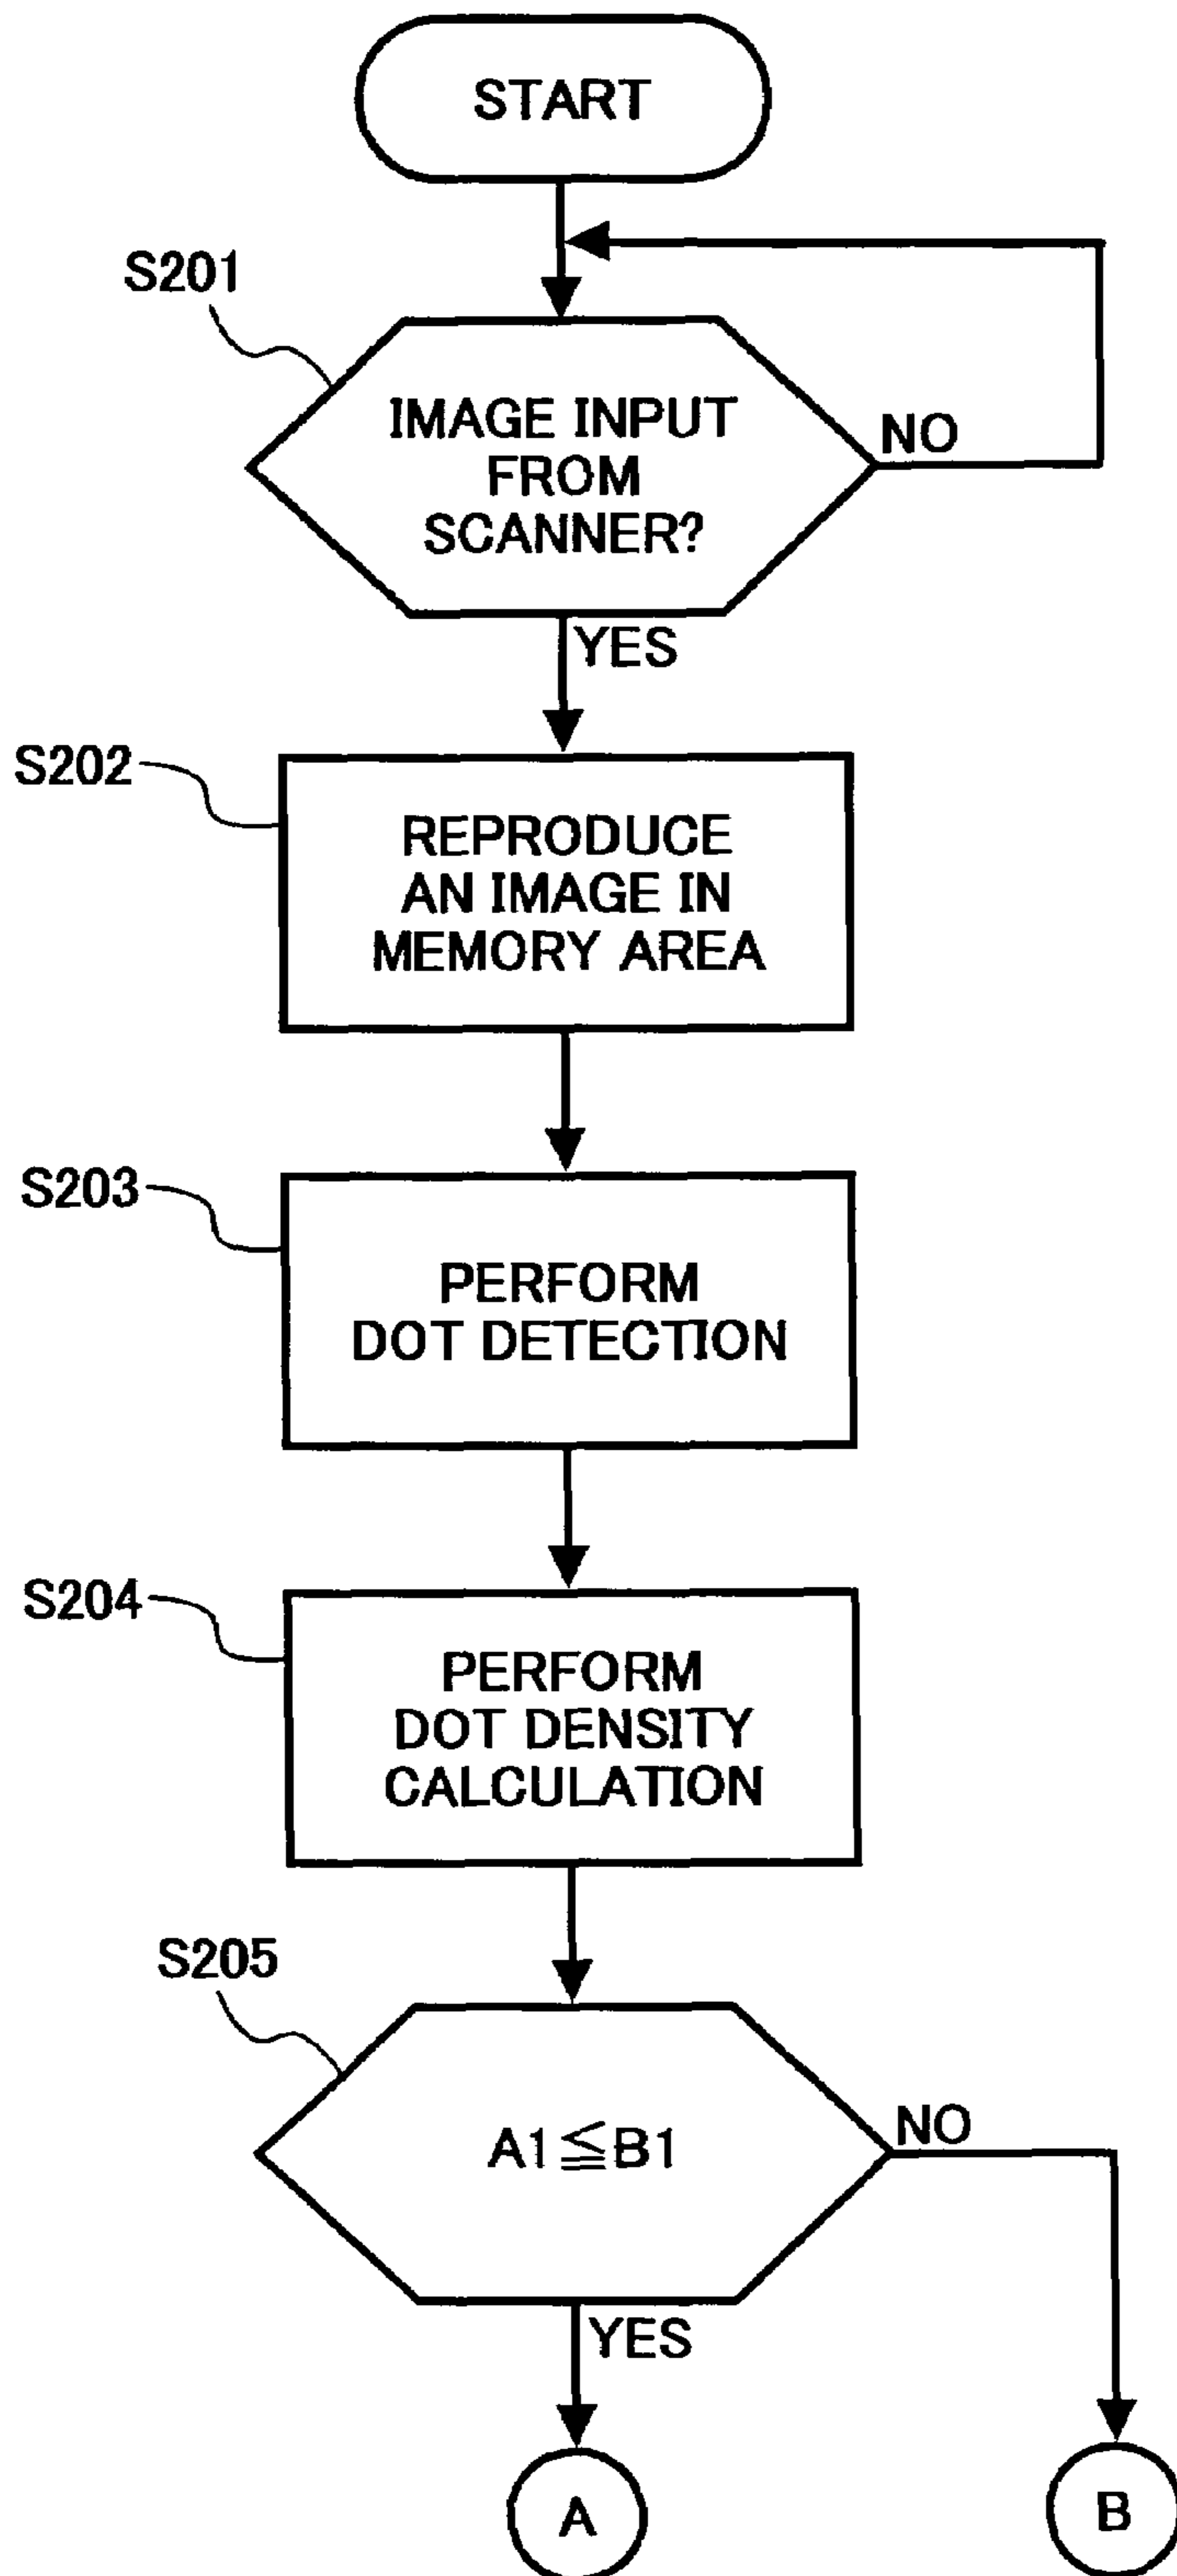 START
S201
IMAGE INPUT
FROM
SCANNER?
NO
YES
S202
REPRODUCE
AN IMAGE IN
MEMORY AREA
S203
PERFORM
DOT DETECTION
S204
PERFORM
DOT DENSITY
CALCULATION
S205
A1≦B1
NO
YES
A
B